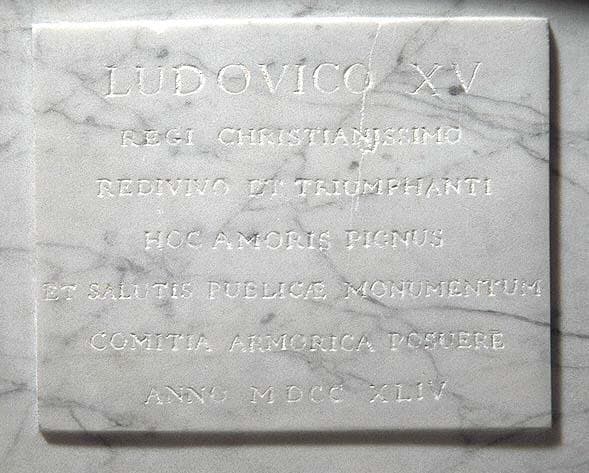 LUDOVICO XV
REGI CHRISTIANISSIMO
REDIVIVO ET TRIUMPHANTI
HOC AMORIS PIGNUS
ET SALUTIS PUBLICÆ MONUMENTUM
COMITIA ARMORICA POSUERE
ANNO MDCC XLIV